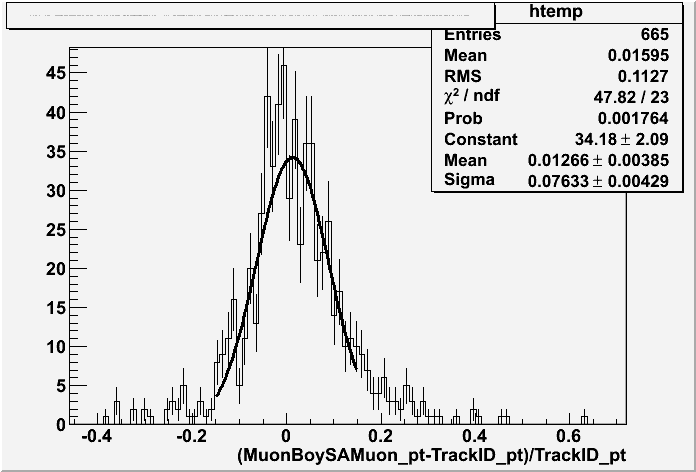 htemp
Entries 665
Mean 0.01595
RMS 0.1127
χ² / ndf 47.82 / 23
Prob 0.001764
Constant 34.18 ± 2.09
Mean 0.01266 ± 0.00385
Sigma 0.07633 ± 0.00429
45
40
35
30
25
20
15
10
5
0
-0.4 -0.2 0 0.2 0.4 0.6
(MuonBoySAMuon_pt-TrackID_pt)/TrackID_pt